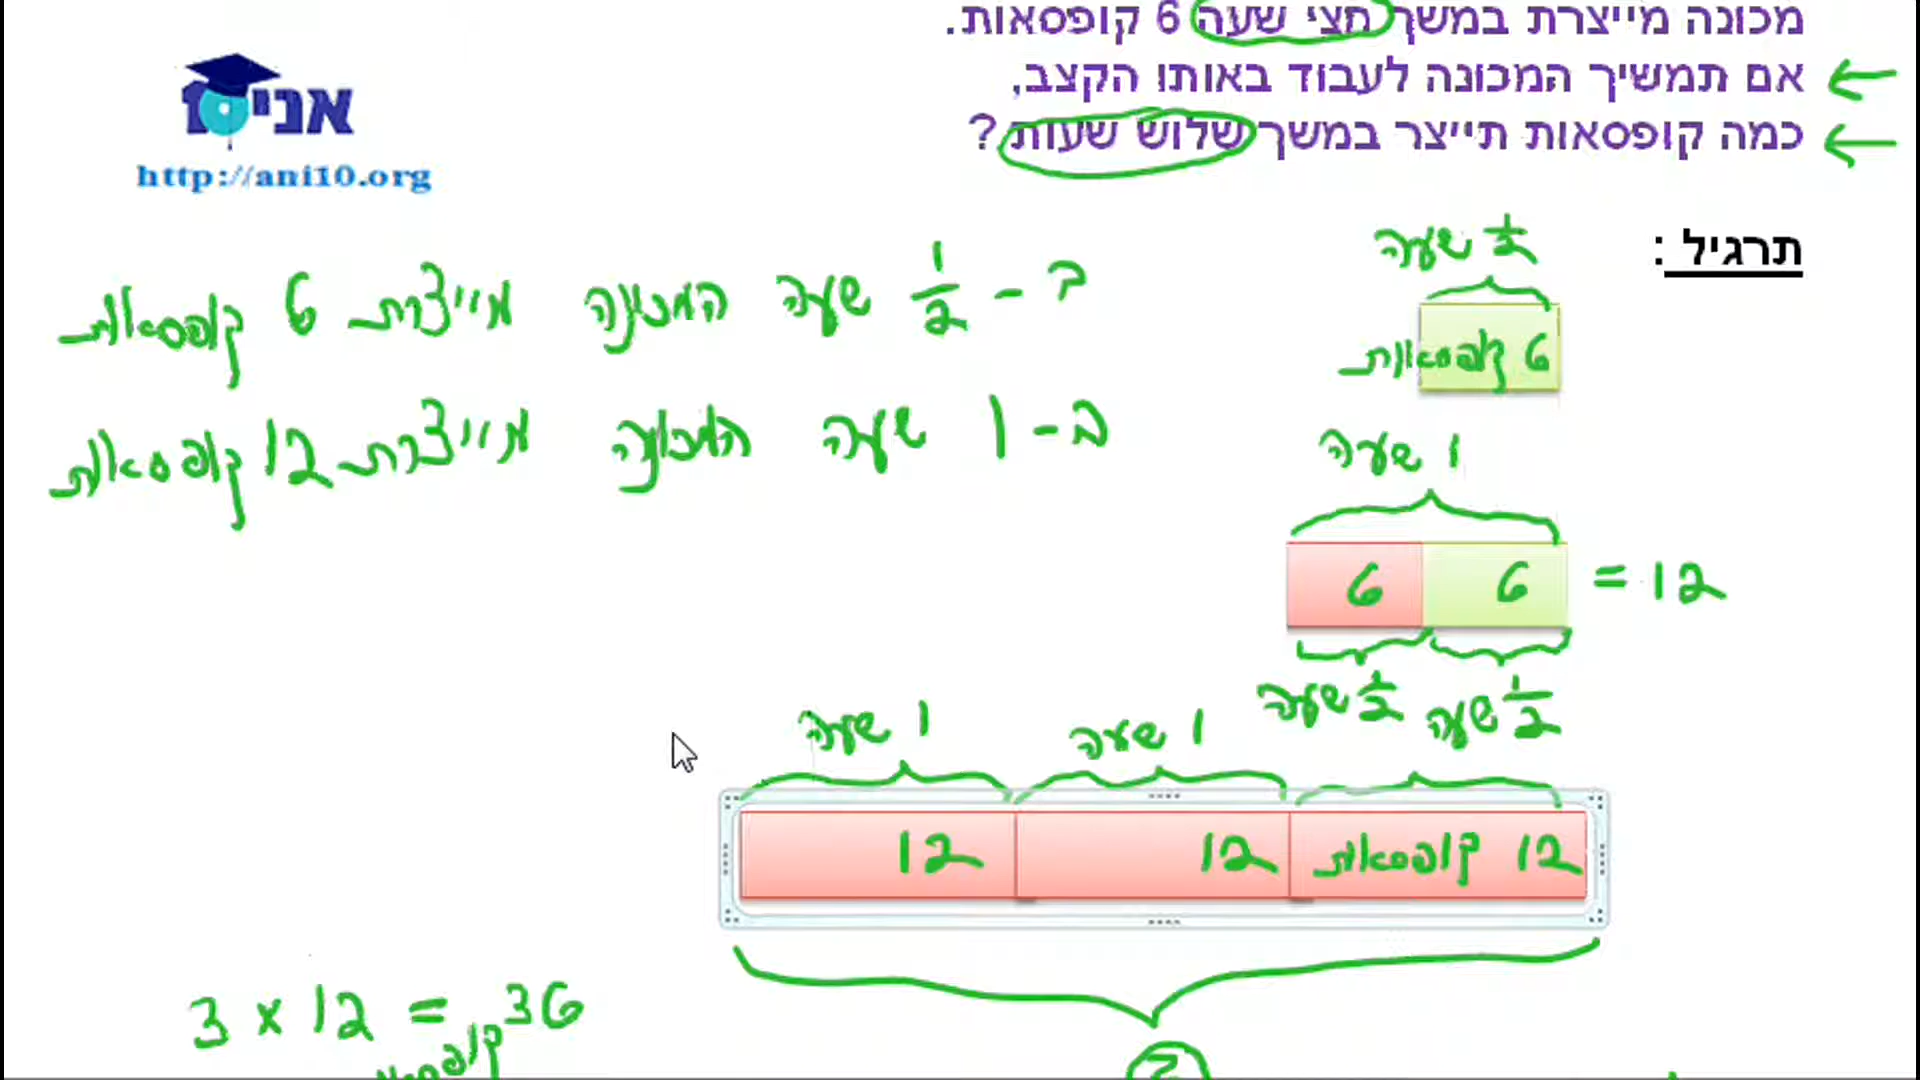 מכונה מייצרת במשך חצי שעה 6 קופסאות.
אם תמשיך המכונה לעבוד באותו הקצב,
כמה קופסאות תייצר במשך שלוש שעות?
אני10
http://ani10.org
תרגיל:
1/2 שעה
6 קופסאות
ב- 1/2 שעה המכונה מייצרת 6 קופסאות
ב- 1 שעה המכונה מייצרת 12 קופסאות
1 שעה
6 6 = 12
1/2 שעה 1/2 שעה
1 שעה 1 שעה
12 קופסאות 12 12
3 x 12 = 36